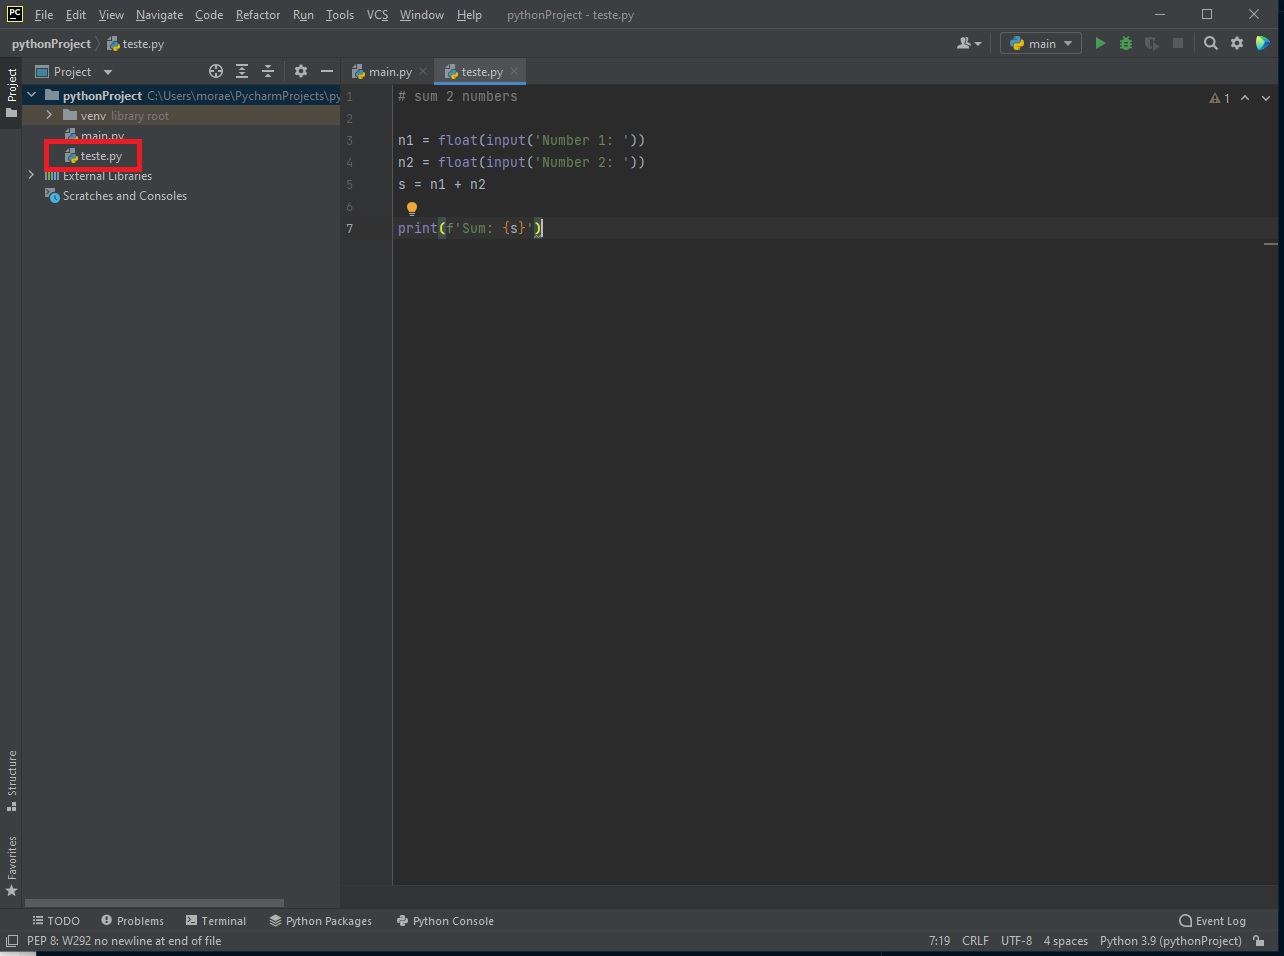 PC File Edit View Navigate Code Refactor Run Tools VCS Window Help pythonProject - teste.py
pythonProject teste.py main
Project
Project
main.py teste.py
pythonProject C:\Users\morae\PycharmProjects\py
venv library root
main.py
teste.py
External Libraries
Scratches and Consoles
1 # sum 2 numbers
1
2
3 n1 = float(input('Number 1: '))
4 n2 = float(input('Number 2: '))
5 s = n1 + n2
6
7 print(f'Sum: {s}')
Structure
Favorites
TODO Problems Terminal Python Packages Python Console Event Log
PEP 8: W292 no newline at end of file 7:19 CRLF UTF-8 4 spaces Python 3.9 (pythonProject)